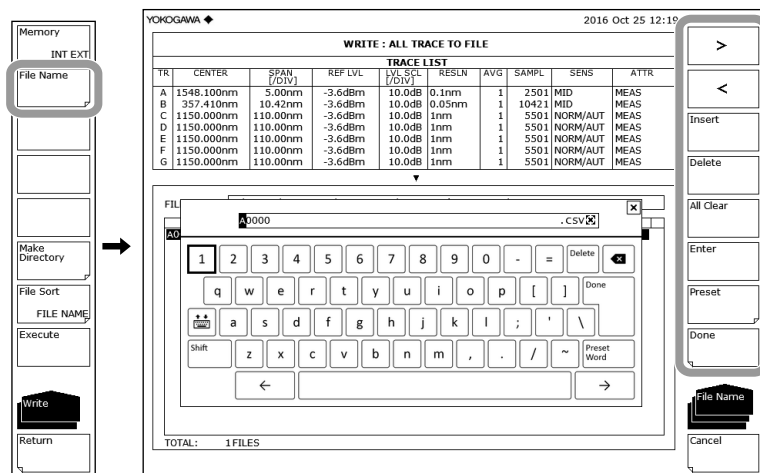 Memory
INT EXT
File Name
Make
Directory
File Sort
FILE NAME
Execute
Write
Return
YOKOGAWA 2016 Oct 25 12:19
WRITE : ALL TRACE TO FILE
TRACE LIST
TR CENTER SPAN [/DIV] REF LVL LVL SCL [/DIV] RESLN AVG SAMPL SENS ATTR
A 1548.100nm 5.00nm -3.6dBm 10.0dB 0.1nm 1 2501 MID MEAS
B 357.410nm 10.42nm -3.6dBm 10.0dB 0.05nm 1 10421 MID MEAS
C 1150.000nm 110.00nm -3.6dBm 10.0dB 1nm 1 5501 NORM/AUT MEAS
D 1150.000nm 110.00nm -3.6dBm 10.0dB 1nm 1 5501 NORM/AUT MEAS
E 1150.000nm 110.00nm -3.6dBm 10.0dB 1nm 1 5501 NORM/AUT MEAS
F 1150.000nm 110.00nm -3.6dBm 10.0dB 1nm 1 5501 NORM/AUT MEAS
G 1150.000nm 110.00nm -3.6dBm 10.0dB 1nm 1 5501 NORM/AUT MEAS
▼
FIL
A0000 .CSV
A0
1 2 3 4 5 6 7 8 9 0 - = Delete
q w e r t y u i o p [ ] Done
a s d f g h j k l ; ' \
Shift z x c v b n m , . / ~ Preset Word
← →
TOTAL: 1FILES
>
<
Insert
Delete
All Clear
Enter
Preset
Done
File Name
Cancel